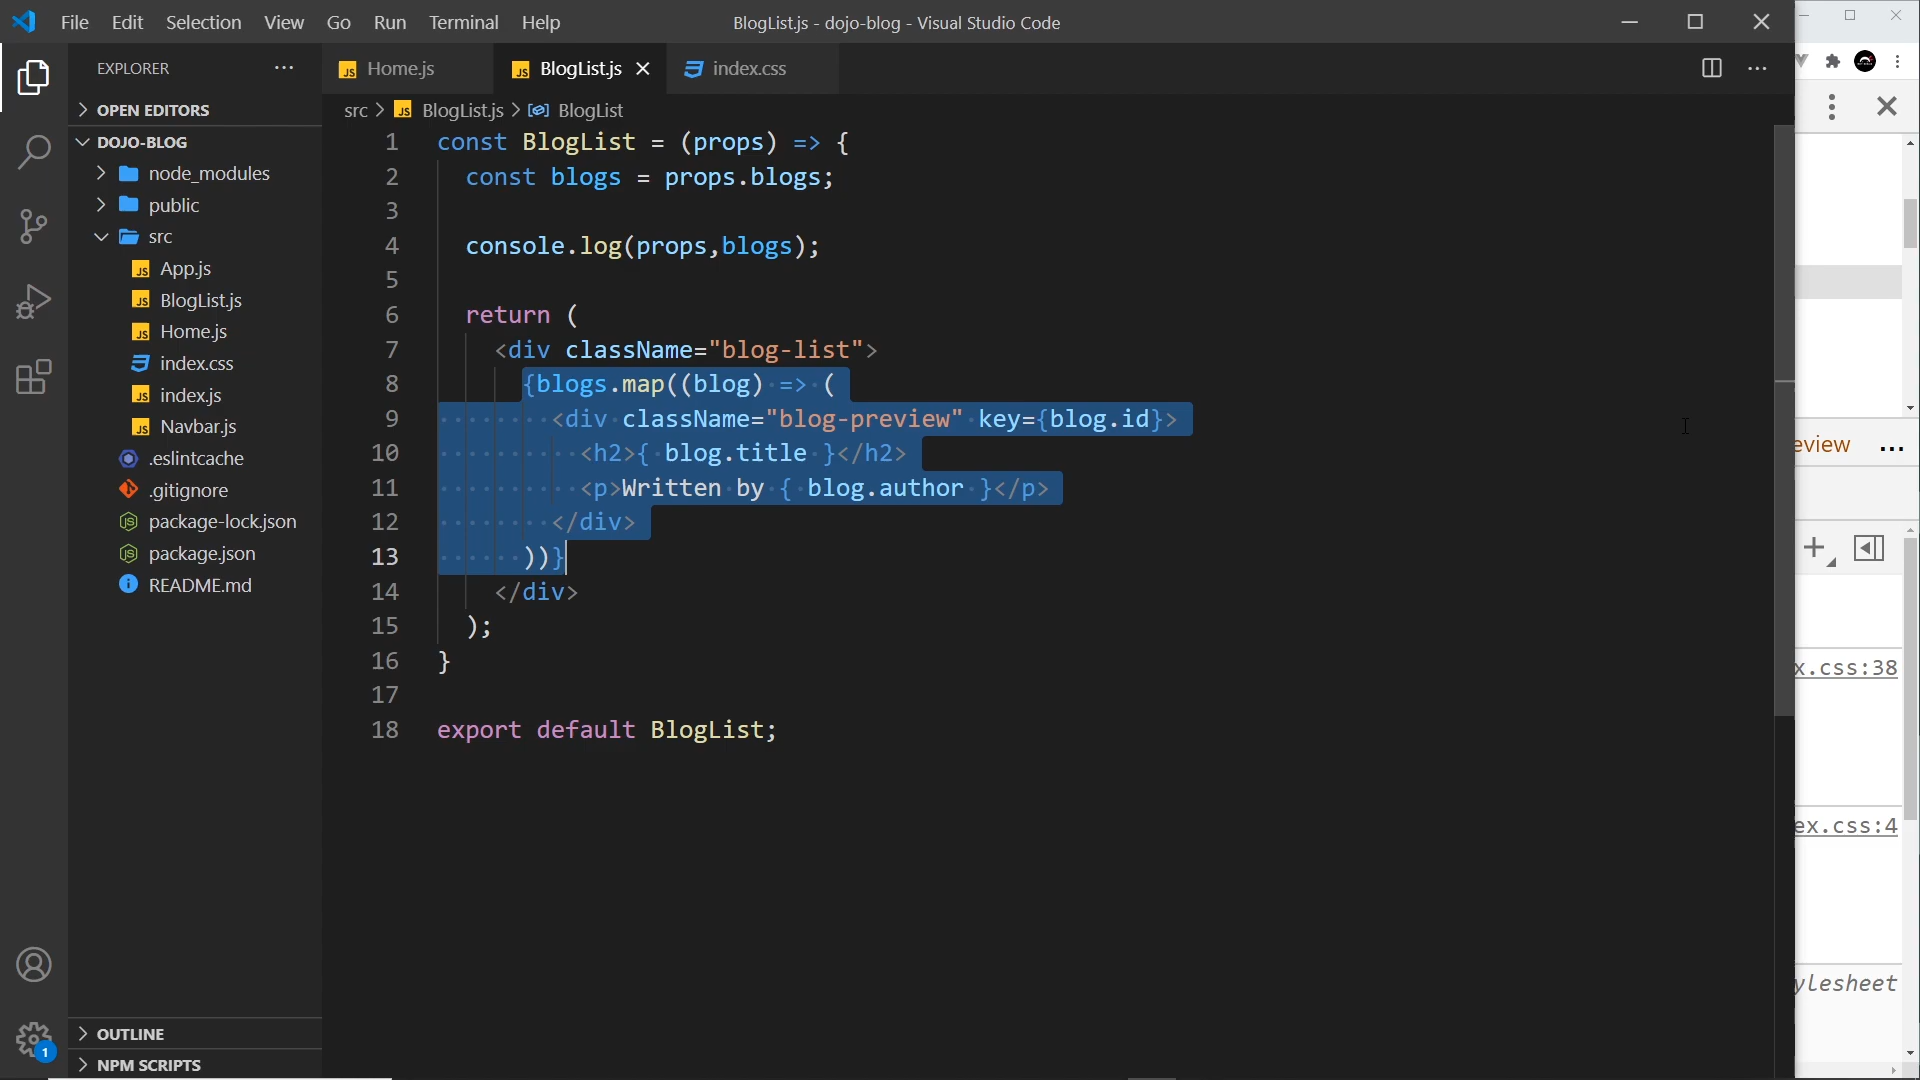 File Edit Selection View Go Run Terminal Help
BlogList.js - dojo-blog - Visual Studio Code
EXPLORER
OPEN EDITORS
DOJO-BLOG
node_modules
public
src
App.js
BlogList.js
Home.js
index.css
index.js
Navbar.js
.eslintcache
.gitignore
package-lock.json
package.json
README.md
OUTLINE
NPM SCRIPTS
1
Home.js BlogList.js index.css
src > BlogList.js > BlogList
1 const BlogList = (props) => {
2 const blogs = props.blogs;
3
4 console.log(props,blogs);
5
6 return (
7 <div className="blog-list">
8 {blogs.map((blog) => (
9 <div className="blog-preview" key={blog.id}>
10 <h2>{ blog.title }</h2>
11 <p>Written by { blog.author }</p>
12 </div>
13 ))}
14 </div>
15 );
16 }
17
18 export default BlogList;
eview ...
x.css:38
ex.css:4
ylesheet